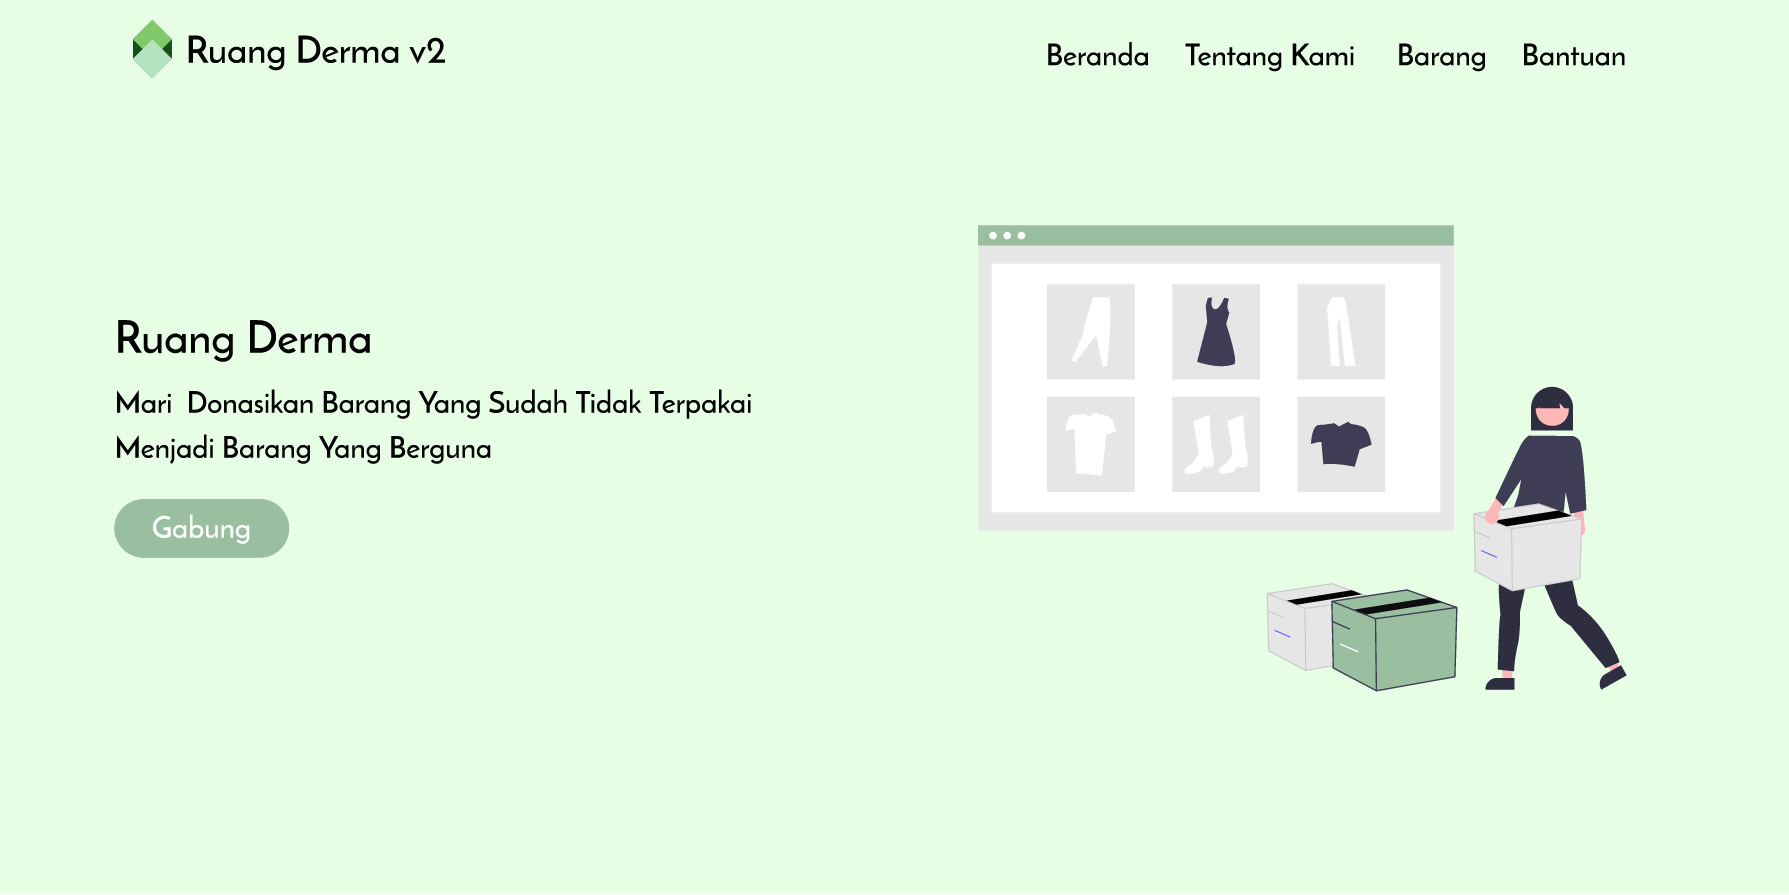 Ruang Derma v2
Beranda Tentang Kami Barang Bantuan
Ruang Derma
Mari Donasikan Barang Yang Sudah Tidak Terpakai
Menjadi Barang Yang Berguna
Gabung